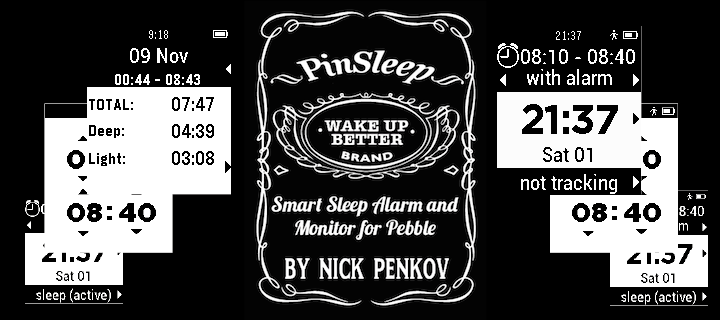 9:18
09 Nov
00:44 - 08:43
TOTAL: 07:47
Deep: 04:39
Light: 03:08
0
08:40
21:37
Sat 01
sleep (active)
PinSleep
·WAKE UP·
BETTER
BRAND
Smart Sleep Alarm and
Monitor for Pebble
BY NICK PENKOV
21:37
08:10 - 08:40
with alarm
21:37
Sat 01
not tracking
0
08:40
8:40
m
21:37
Sat 01
sleep (active)